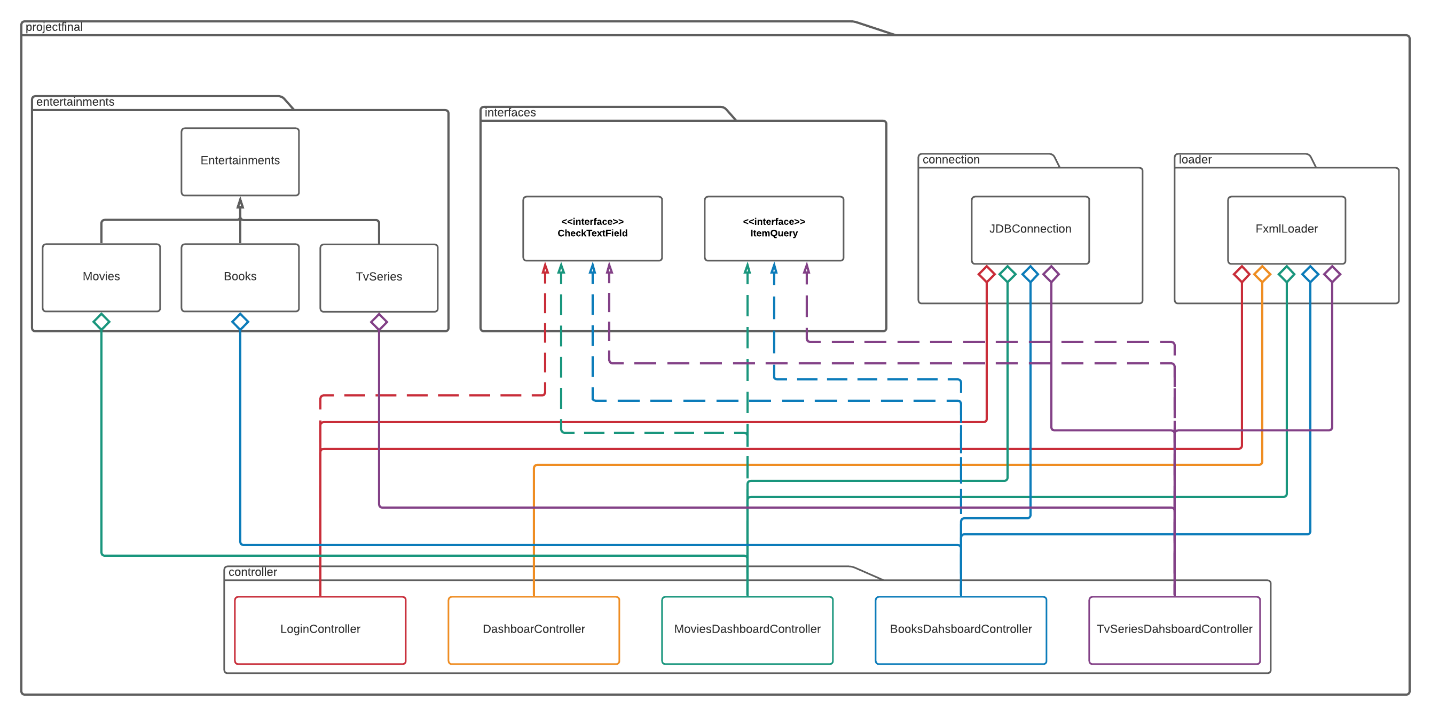 projectfinal
entertainments
Entertainments
Movies
Books
TvSeries
interfaces
<<interface>>
CheckTextField
<<interface>>
ItemQuery
connection
JDBConnection
loader
FxmlLoader
controller
LoginController
DashboarController
MoviesDashboardController
BooksDahsboardController
TvSeriesDahsboardController